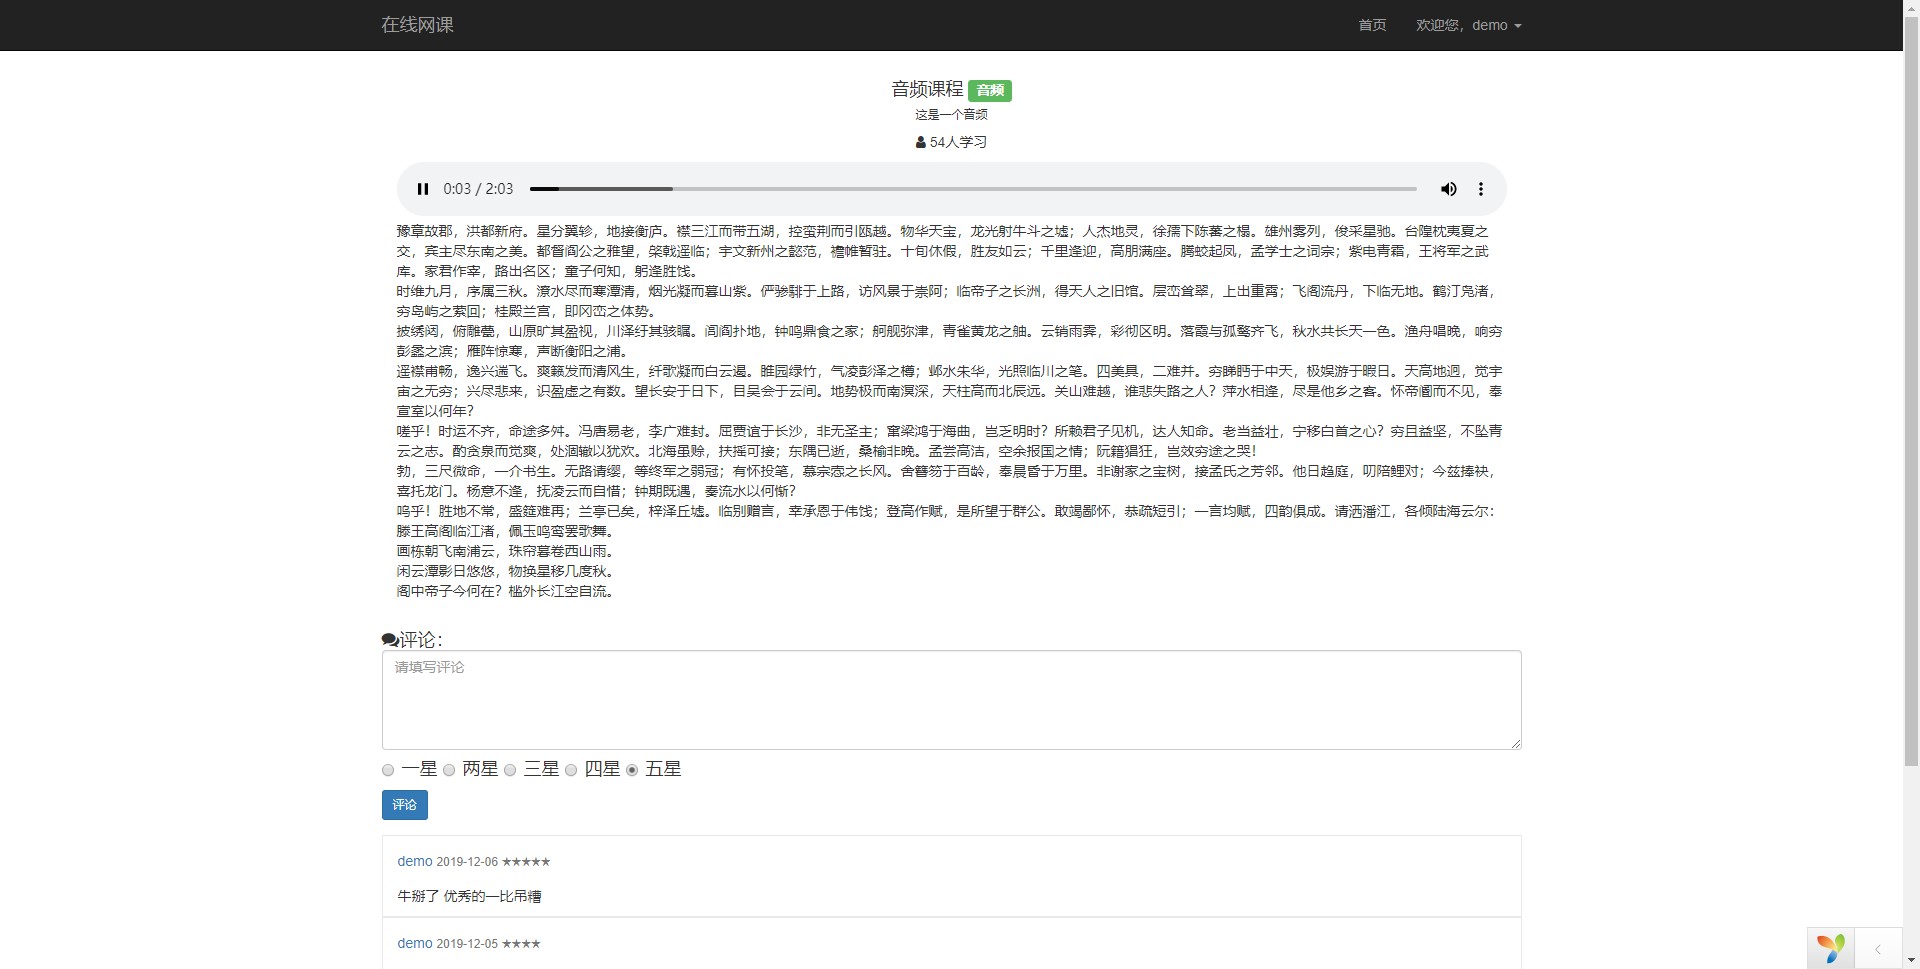 在线网课
首页
欢迎您，demo
音频课程 音频
这是一个音频
54人学习
0:03 / 2:03
豫章故郡，洪都新府。星分翼轸，地接衡庐。襟三江而带五湖，控蛮荆而引瓯越。物华天宝，龙光射牛斗之墟；人杰地灵，徐孺下陈蕃之榻。雄州雾列，俊采星驰。台隍枕夷夏之
交，宾主尽东南之美。都督阎公之雅望，棨戟遥临；宇文新州之懿范，襜帷暂驻。十旬休假，胜友如云；千里逢迎，高朋满座。腾蛟起凤，孟学士之词宗；紫电青霜，王将军之武
库。家君作宰，路出名区；童子何知，躬逢胜饯。
时维九月，序属三秋。潦水尽而寒潭清，烟光凝而暮山紫。俨骖騑于上路，访风景于崇阿；临帝子之长洲，得天人之旧馆。层峦耸翠，上出重霄；飞阁流丹，下临无地。鹤汀凫渚，
穷岛屿之萦回；桂殿兰宫，即冈峦之体势。
披绣闼，俯雕甍，山原旷其盈视，川泽纡其骇瞩。闾阎扑地，钟鸣鼎食之家；舸舰弥津，青雀黄龙之舳。云销雨霁，彩彻区明。落霞与孤鹜齐飞，秋水共长天一色。渔舟唱晚，响穷
彭蠡之滨；雁阵惊寒，声断衡阳之浦。
遥襟甫畅，逸兴遄飞。爽籁发而清风生，纤歌凝而白云遏。睢园绿竹，气凌彭泽之樽；邺水朱华，光照临川之笔。四美具，二难并。穷睇眄于中天，极娱游于暇日。天高地迥，觉宇
宙之无穷；兴尽悲来，识盈虚之有数。望长安于日下，目吴会于云间。地势极而南溟深，天柱高而北辰远。关山难越，谁悲失路之人？萍水相逢，尽是他乡之客。怀帝阍而不见，奉
宣室以何年？
嗟乎！时运不齐，命途多舛。冯唐易老，李广难封。屈贾谊于长沙，非无圣主；窜梁鸿于海曲，岂乏明时？所赖君子见机，达人知命。老当益壮，宁移白首之心？穷且益坚，不坠青
云之志。酌贪泉而觉爽，处涸辙以犹欢。北海虽赊，扶摇可接；东隅已逝，桑榆非晚。孟尝高洁，空余报国之情；阮籍猖狂，岂效穷途之哭！
勃，三尺微命，一介书生。无路请缨，等终军之弱冠；有怀投笔，慕宗悫之长风。舍簪笏于百龄，奉晨昏于万里。非谢家之宝树，接孟氏之芳邻。他日趋庭，叨陪鲤对；今兹捧袂，
喜托龙门。杨意不逢，抚凌云而自惜；钟期既遇，奏流水以何惭？
呜乎！胜地不常，盛筵难再；兰亭已矣，梓泽丘墟。临别赠言，幸承恩于伟饯；登高作赋，是所望于群公。敢竭鄙怀，恭疏短引；一言均赋，四韵俱成。请洒潘江，各倾陆海云尔：
滕王高阁临江渚，佩玉鸣鸾罢歌舞。
画栋朝飞南浦云，珠帘暮卷西山雨。
闲云潭影日悠悠，物换星移几度秋。
阁中帝子今何在？槛外长江空自流。
评论：
请填写评论
一星 两星 三星 四星 五星
评论
demo 2019-12-06 ★★★★★
牛掰了 优秀的一比吊糟
demo 2019-12-05 ★★★★